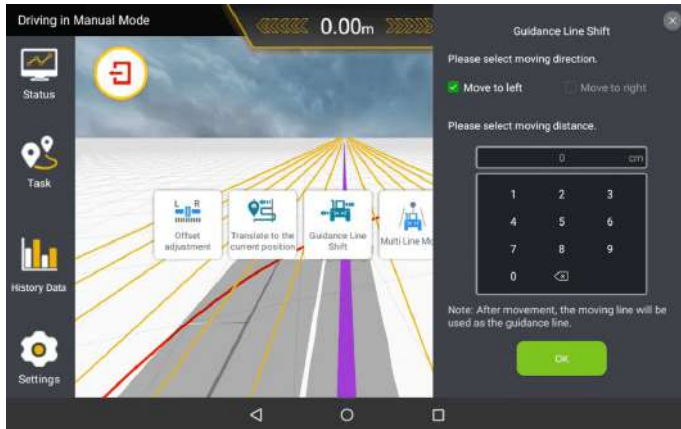 Driving in Manual Mode
0.00m
Guidance Line Shift
Please select moving direction.
Move to left
Move to right
Please select moving distance.
0 cm
1 2 3
4 5 6
7 8 9
0
Note: After movement, the moving line will be
used as the guidance line.
OK
Status
Task
History Data
Settings
L R
Offset
adjustment
Translate to the
current position
Guidance Line
Shift
Multi Line Mo